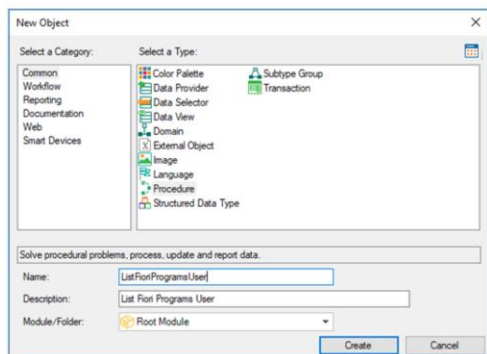 New Object
Select a Category:
Common
Workflow
Reporting
Documentation
Web
Smart Devices
Select a Type:
Color Palette
Data Provider
Data Selector
Data View
Domain
External Object
Image
Language
Procedure
Structured Data Type
Subtype Group
Transaction
Solve procedural problems, process, update and report data.
Name: ListFioriProgramsUser
Description: List Fiori Programs User
Module/Folder: Root Module
Create Cancel